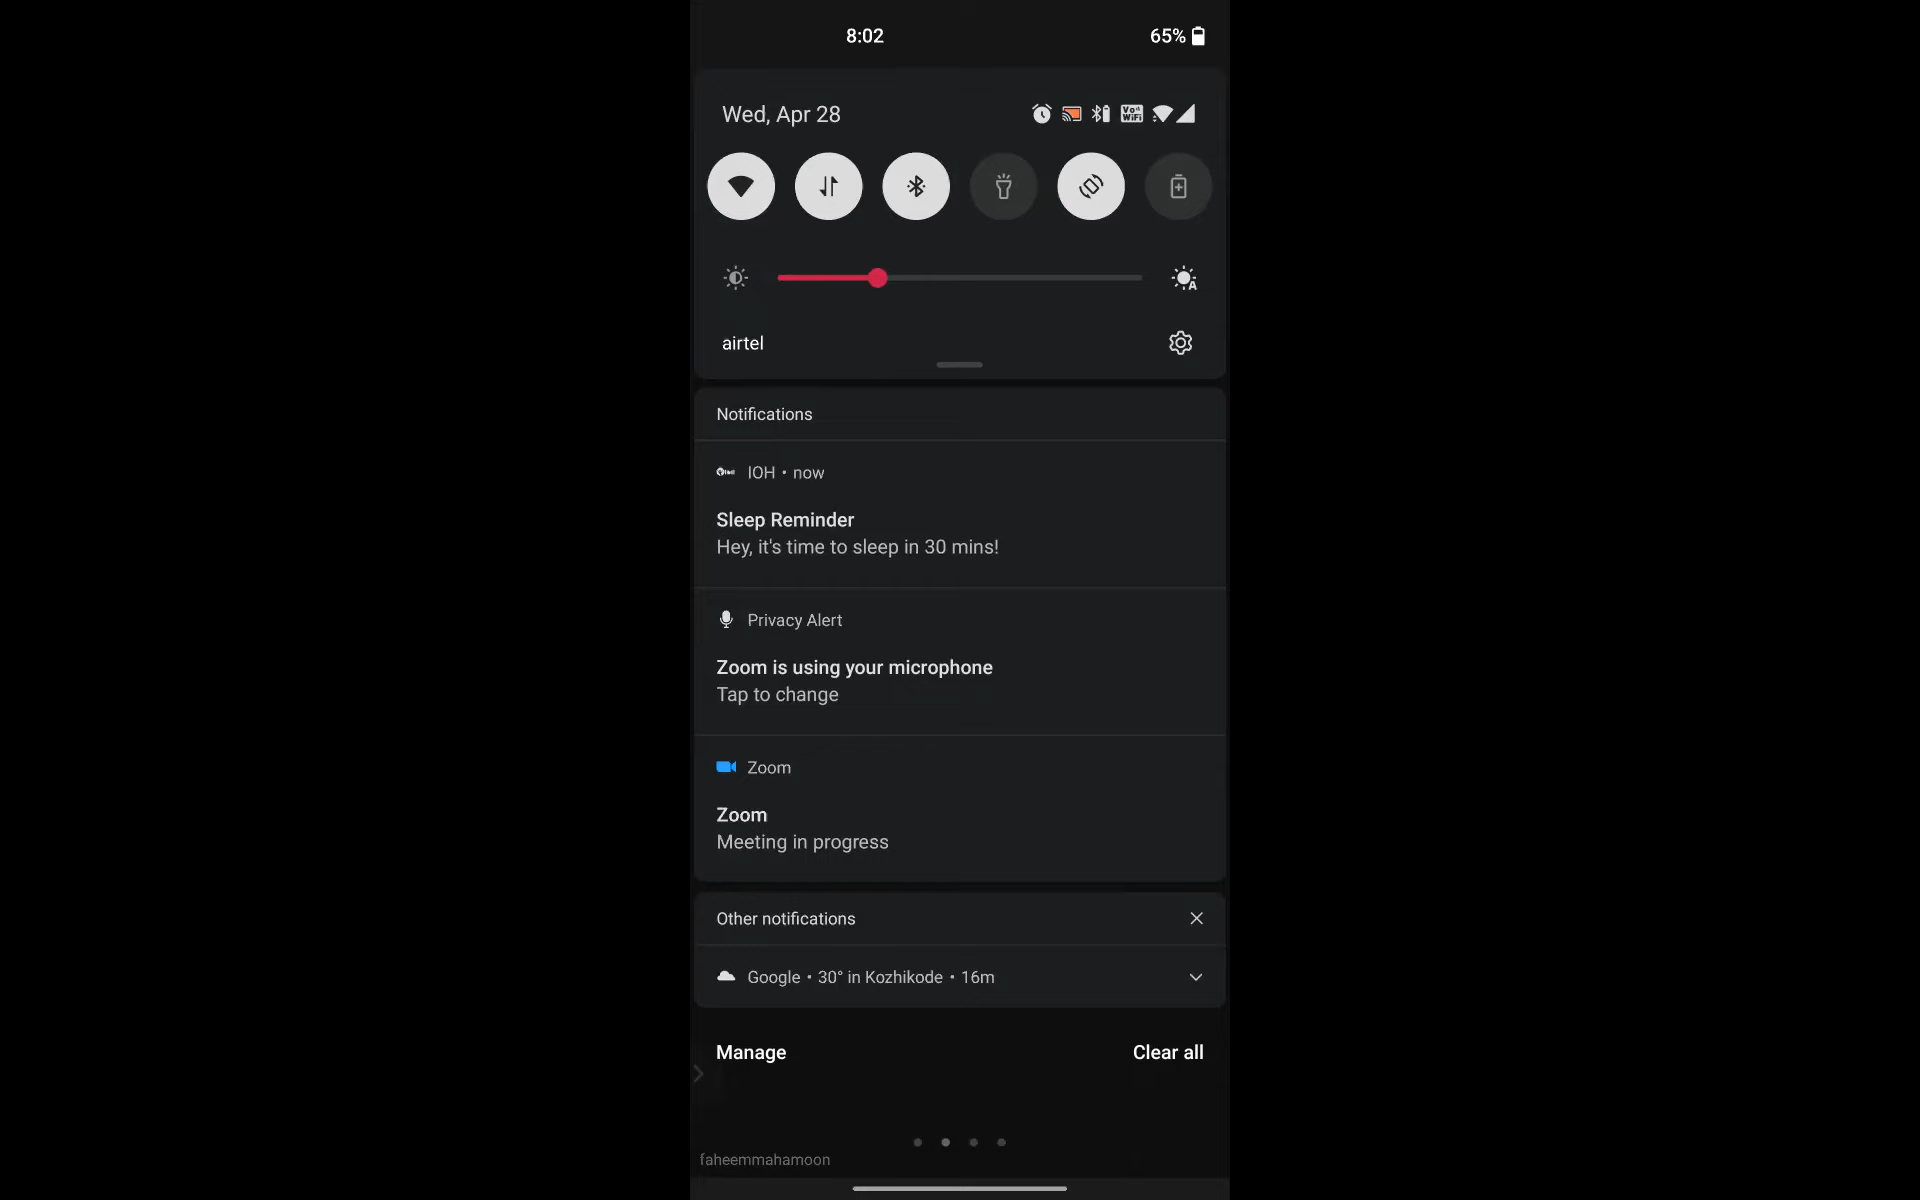 8:02
65%
Wed, Apr 28
Vo WiFi
A
airtel
Notifications
IOH • now
Sleep Reminder
Hey, it's time to sleep in 30 mins!
Privacy Alert
Zoom is using your microphone
Tap to change
Zoom
Zoom
Meeting in progress
Other notifications
Google • 30° in Kozhikode • 16m
Manage
Clear all
faheemmahamoon